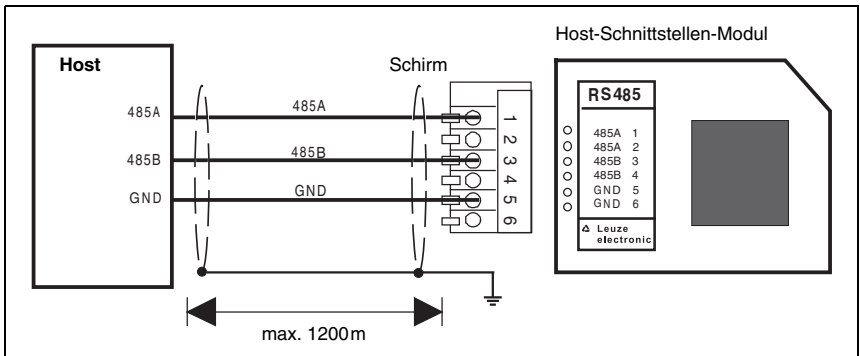 Host-Schnittstellen-Modul
Host
Schirm
485A
485A
485B
485B
GND
GND
1
2
3
4
5
6
RS485
485A 1
485A 2
485B 3
485B 4
GND 5
GND 6
Leuze
electronic
max. 1200m